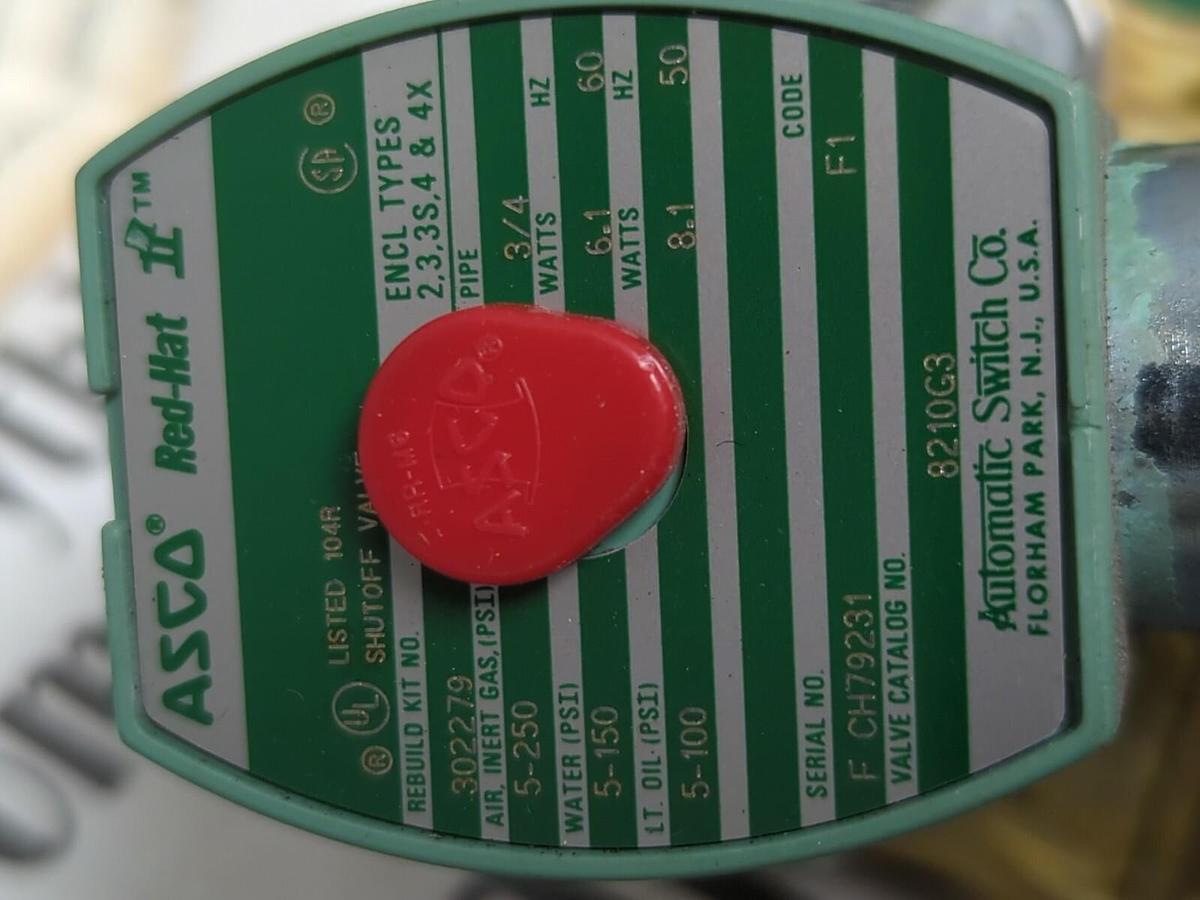 ASCO® Red-Hat II™
UL LISTED 104R
® SHUTOFF VALVE
SA ®
ENCL TYPES
2,3,3S,4 & 4X
REBUILD KIT NO.
302279
PIPE
3/4
AIR, INERT GAS, (PSI)
5-250
WATTS HZ
6.1 60
WATER (PSI)
5-150
WATTS HZ
8.1 50
LT. OIL (PSI)
5-100
SERIAL NO. CODE
F CH79231 F1
VALVE CATALOG NO.
8210G3
Automatic Switch Co.
FLORHAM PARK, N.J., U.S.A.
ASCO®